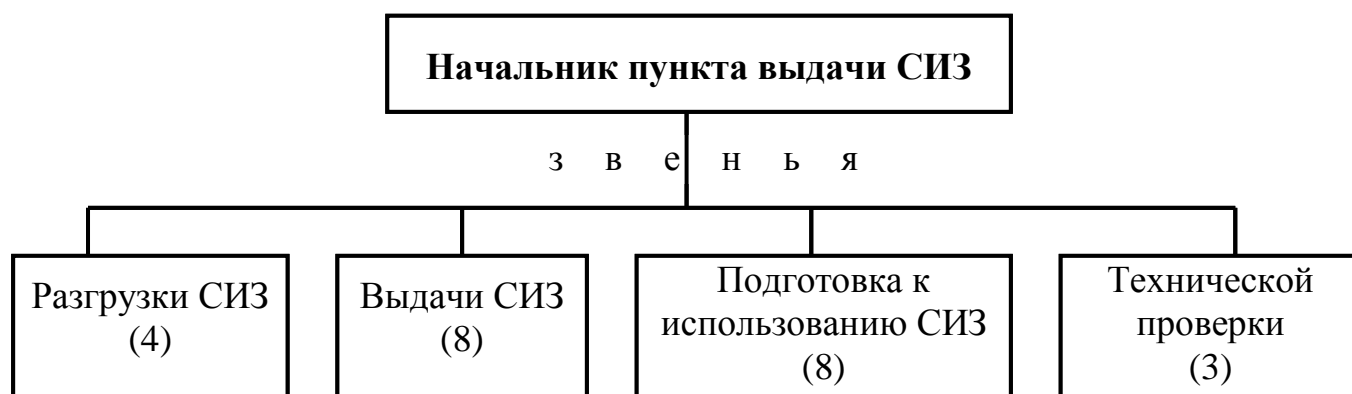 Начальник пункта выдачи СИЗ
з в е н ь я
Разгрузки СИЗ
(4)
Выдачи СИЗ
(8)
Подготовка к
использованию СИЗ
(8)
Технической
проверки
(3)